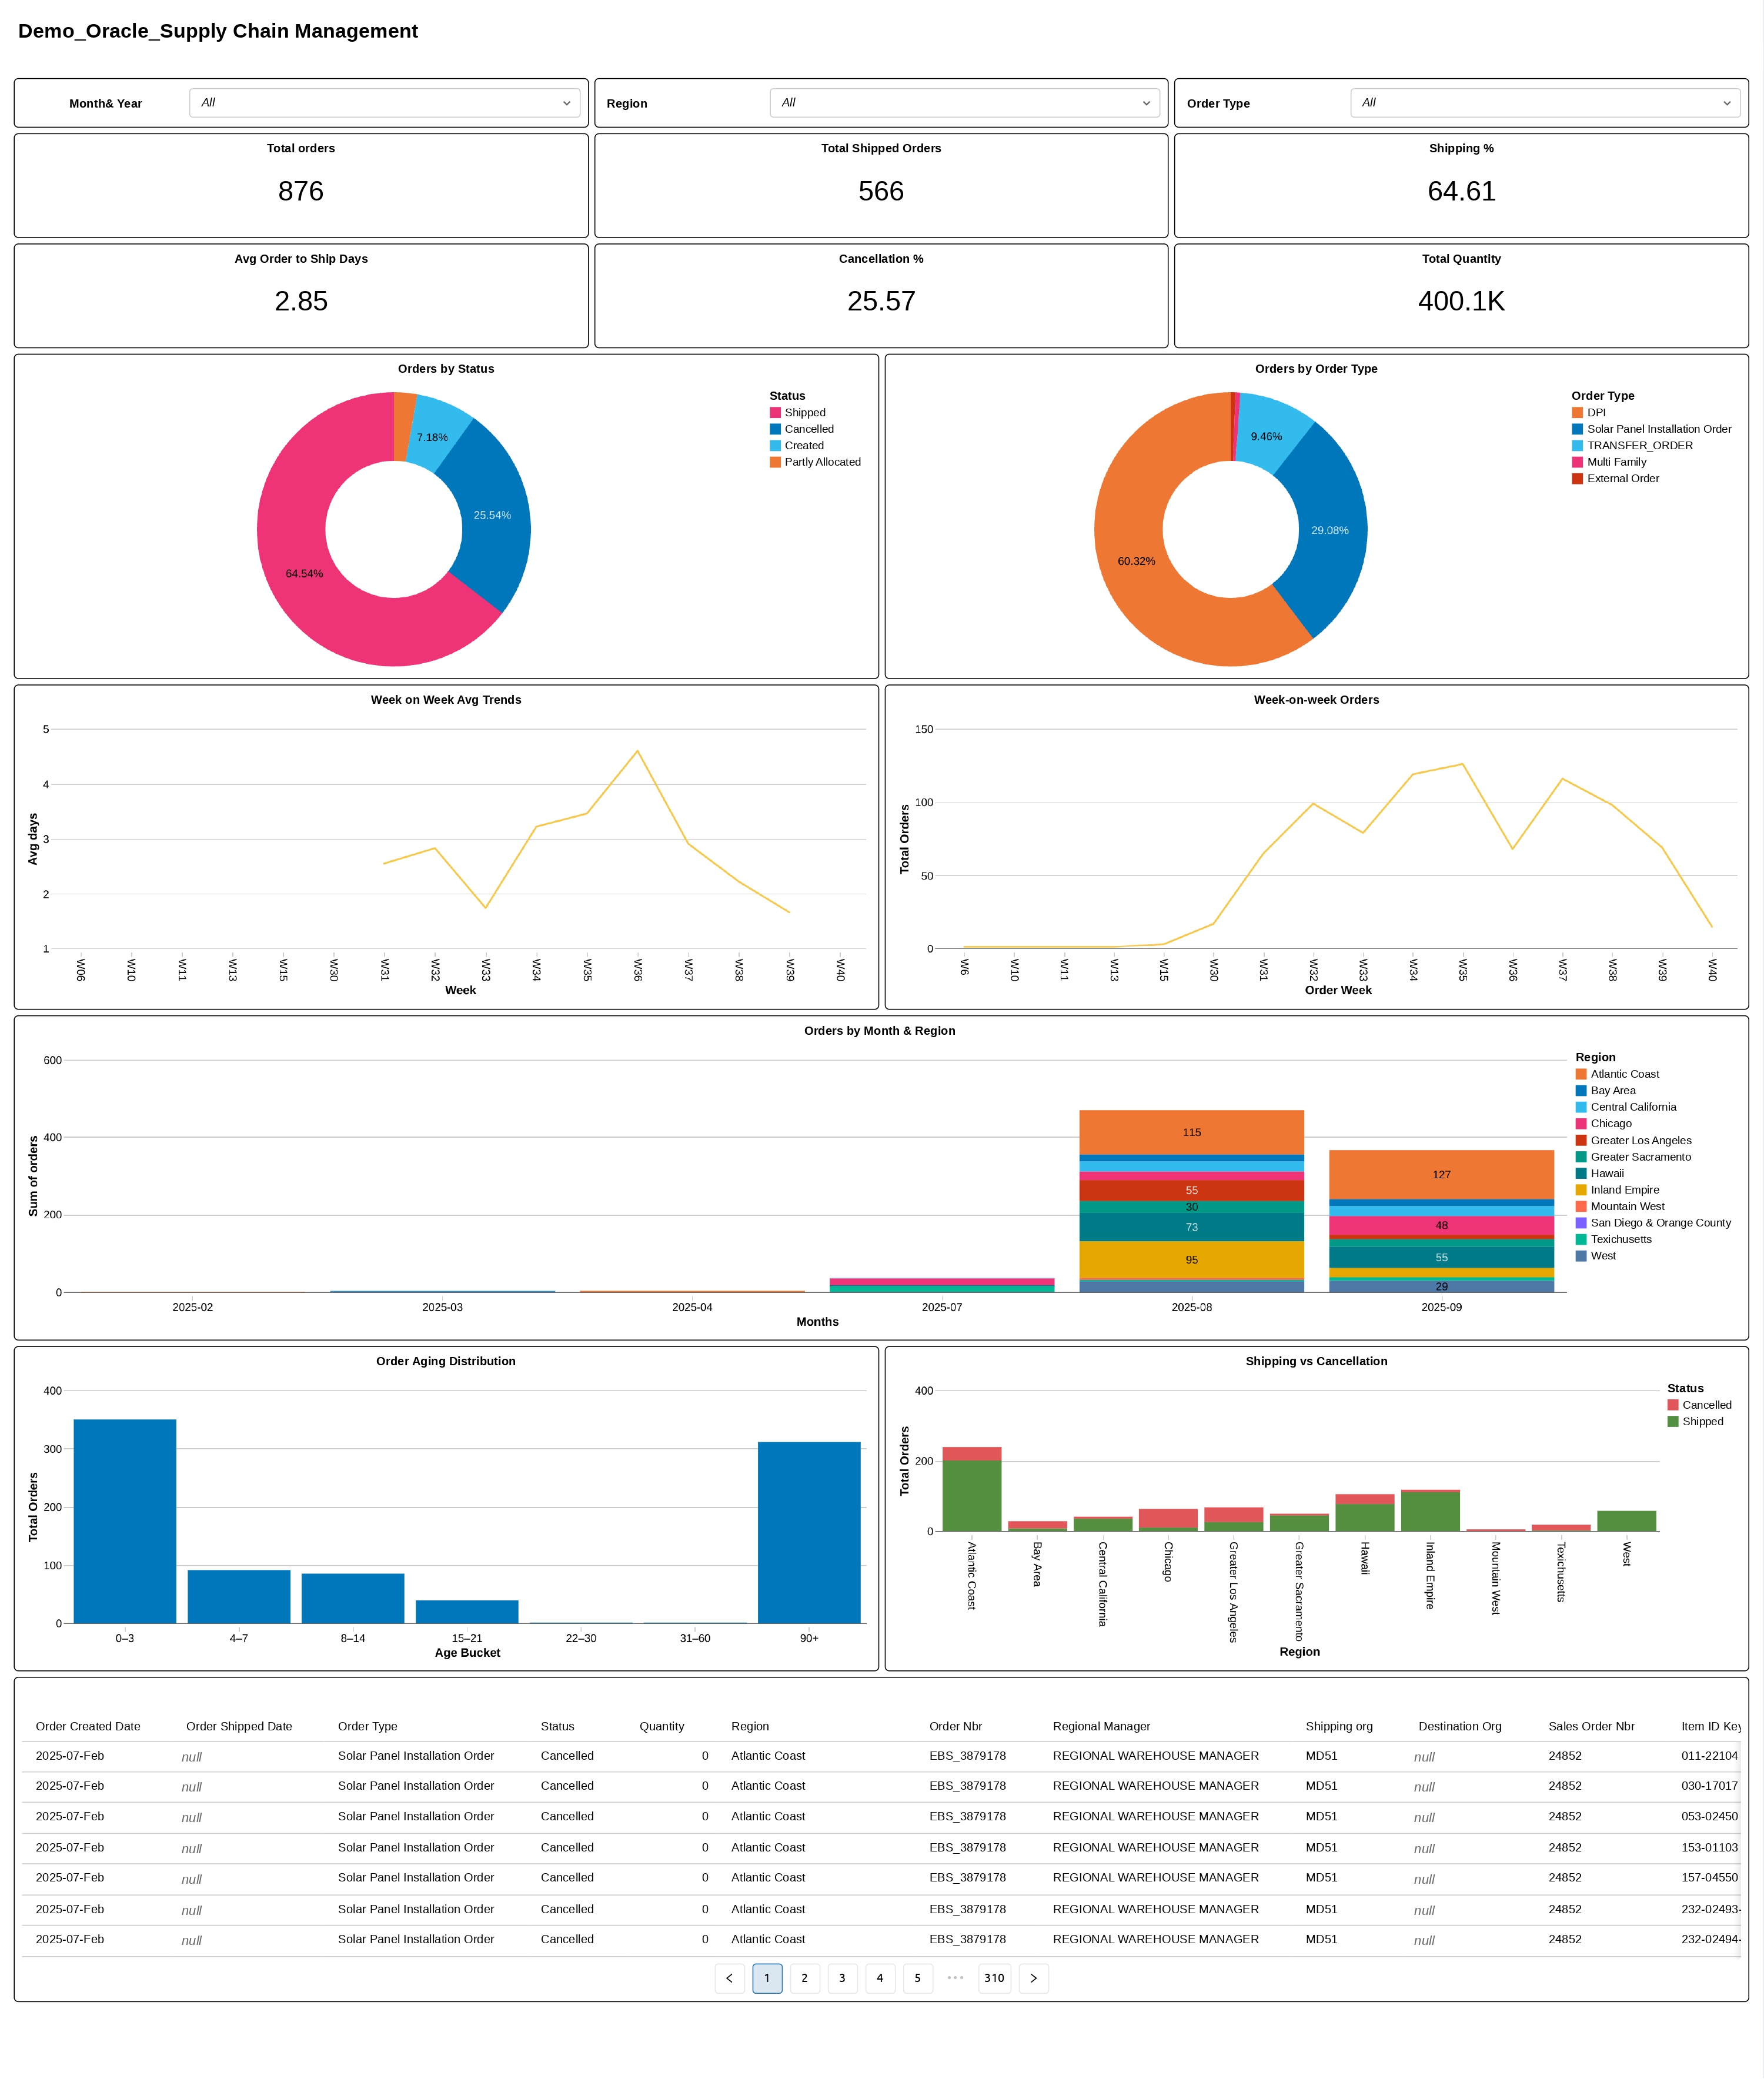 Demo_Oracle_Supply Chain Management
Month& Year
All
Region
All
Order Type
All
Total orders
876
Total Shipped Orders
566
Shipping %
64.61
Avg Order to Ship Days
2.85
Cancellation %
25.57
Total Quantity
400.1K
Orders by Status
7.18%
25.54%
64.54%
Status
Shipped
Cancelled
Created
Partly Allocated
Orders by Order Type
9.46%
29.08%
60.32%
Order Type
DPI
Solar Panel Installation Order
TRANSFER_ORDER
Multi Family
External Order
Week on Week Avg Trends
Avg days
5
4
3
2
1
W06 W10 W11 W13 W15 W30 W31 W32 W33 W34 W35 W36 W37 W38 W39 W40
Week
Week-on-week Orders
Total Orders
150
100
50
0
W6 W10 W11 W13 W15 W30 W31 W32 W33 W34 W35 W36 W37 W38 W39 W40
Order Week
Orders by Month & Region
Sum of orders
600
400
200
0
115
55
30
73
95
127
48
55
29
2025-02 2025-03 2025-04 2025-07 2025-08 2025-09
Months
Region
Atlantic Coast
Bay Area
Central California
Chicago
Greater Los Angeles
Greater Sacramento
Hawaii
Inland Empire
Mountain West
San Diego & Orange County
Texichusetts
West
Order Aging Distribution
Total Orders
400
300
200
100
0
0–3 4–7 8–14 15–21 22–30 31–60 90+
Age Bucket
Shipping vs Cancellation
Total Orders
400
200
0
Atlantic Coast
Bay Area
Central California
Chicago
Greater Los Angeles
Greater Sacramento
Hawaii
Inland Empire
Mountain West
Texichusetts
West
Region
Status
Cancelled
Shipped
Order Created Date Order Shipped Date Order Type Status Quantity Region Order Nbr Regional Manager Shipping org Destination Org Sales Order Nbr Item ID Key
2025-07-Feb null Solar Panel Installation Order Cancelled 0 Atlantic Coast EBS_3879178 REGIONAL WAREHOUSE MANAGER MD51 null 24852 011-22104
2025-07-Feb null Solar Panel Installation Order Cancelled 0 Atlantic Coast EBS_3879178 REGIONAL WAREHOUSE MANAGER MD51 null 24852 030-17017
2025-07-Feb null Solar Panel Installation Order Cancelled 0 Atlantic Coast EBS_3879178 REGIONAL WAREHOUSE MANAGER MD51 null 24852 053-02450
2025-07-Feb null Solar Panel Installation Order Cancelled 0 Atlantic Coast EBS_3879178 REGIONAL WAREHOUSE MANAGER MD51 null 24852 153-01103
2025-07-Feb null Solar Panel Installation Order Cancelled 0 Atlantic Coast EBS_3879178 REGIONAL WAREHOUSE MANAGER MD51 null 24852 157-04550
2025-07-Feb null Solar Panel Installation Order Cancelled 0 Atlantic Coast EBS_3879178 REGIONAL WAREHOUSE MANAGER MD51 null 24852 232-02493-
2025-07-Feb null Solar Panel Installation Order Cancelled 0 Atlantic Coast EBS_3879178 REGIONAL WAREHOUSE MANAGER MD51 null 24852 232-02494-
1 2 3 4 5 ••• 310